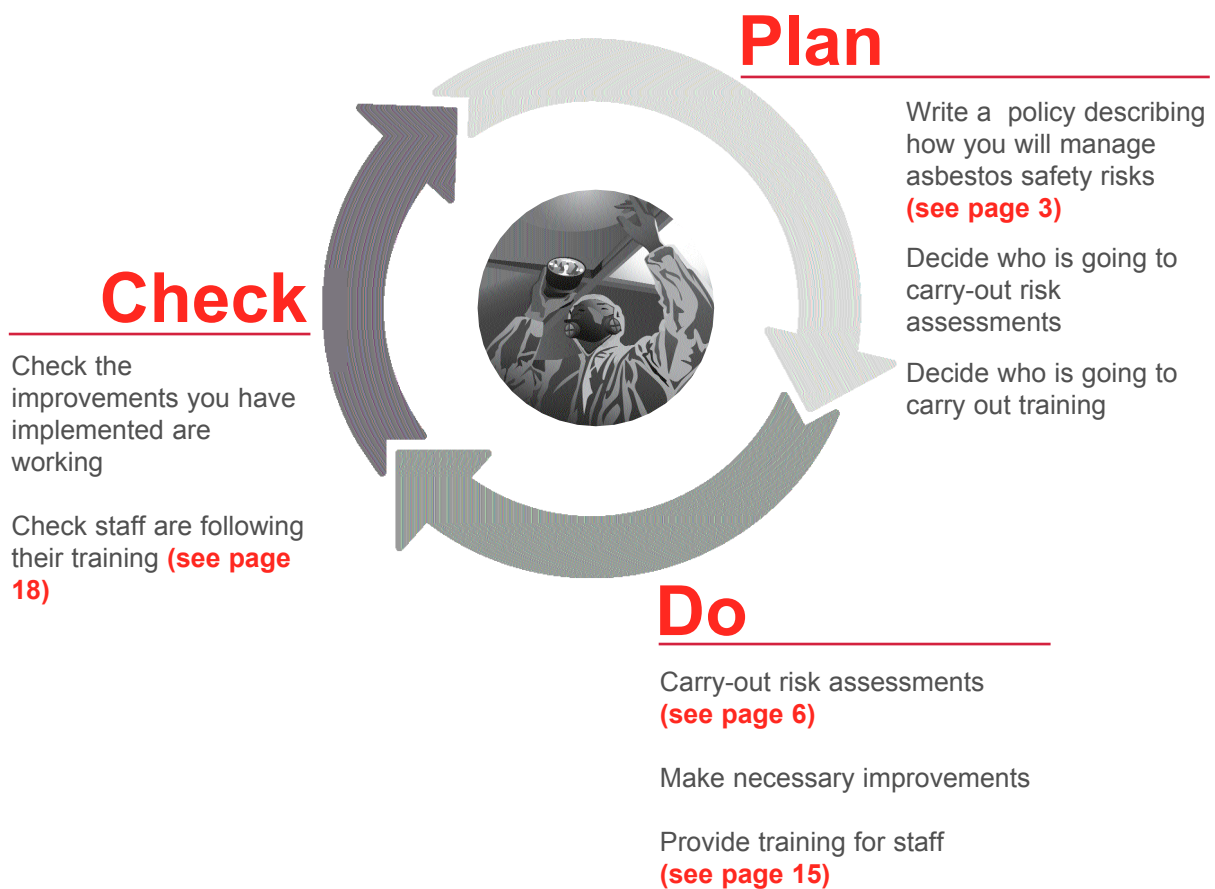 Plan
Write a  policy describing
how you will manage
asbestos safety risks
(see page 3)
Decide who is going to
carry-out risk
assessments
Decide who is going to
carry out training
Do
Carry-out risk assessments
(see page 6)
Make necessary improvements
Provide training for staff
(see page 15)
Check
Check the
improvements you have
implemented are
working
Check staff are following
their training (see page
18)